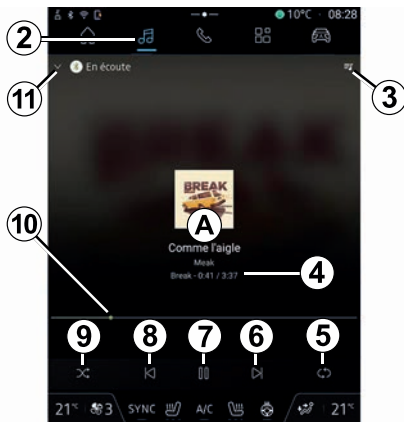 10°C 08:28
2
En écoute
11
3
BREAK
A
10
Comme l'aigle
Meak
Break - 0:41 / 3:37
4
9
8
7
6
5
21°c 3 SYNC A/C 21°c